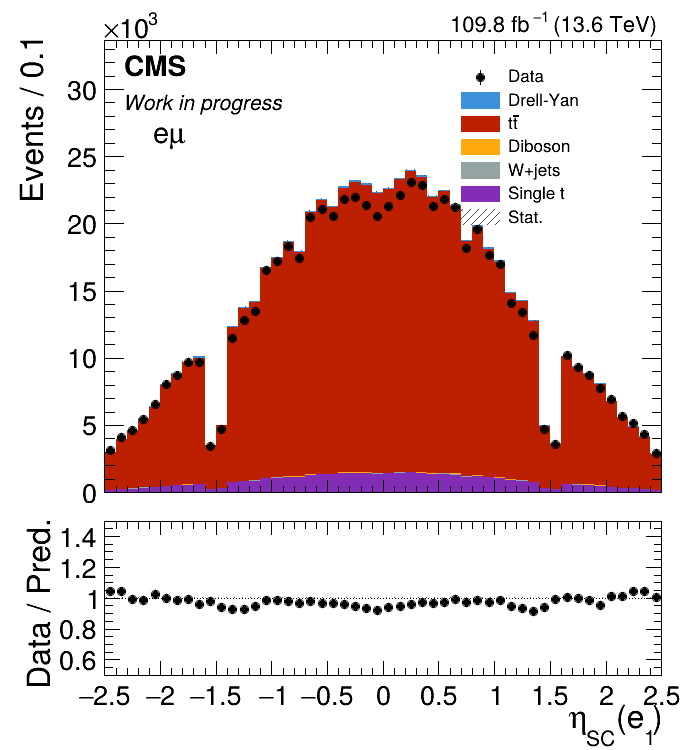 ×10³ 109.8 fb⁻¹ (13.6 TeV)
CMS
Work in progress
eμ
Data
Drell-Yan
tt̄
Diboson
W+jets
Single t
Stat.
Events / 0.1
30
25
20
15
10
5
0
Data / Pred.
1.4
1.2
1
0.8
0.6
−2.5 −2 −1.5 −1 −0.5 0 0.5 1 1.5 2 2.5
η_SC(e₁)